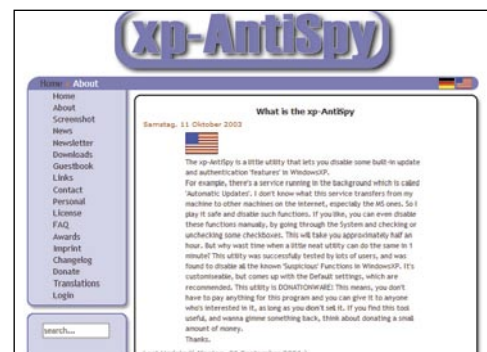 xp-AntiSpy
Home About
Home
About
Screenshot
News
Newsletter
Downloads
Guestbook
Links
Contact
Personal
License
FAQ
Awards
Imprint
Changelog
Donate
Translations
Login
search...
What is the xp-AntiSpy
Samstag, 11 Oktober 2003
The xp-AntiSpy is a little utility that lets you disable some built-in update
and authentication 'features' in WindowsXP.
For example, there's a service running in the background which is called
'Automatic Updates'. I don't know what this service transfers from my
machine to other machines on the internet, especially the MS ones. So I
play it safe and disable such functions. If you like, you can even disable
these functions manually, by going through the System and checking or
unchecking some checkboxes. This will take you approximately half an
hour. But why wast time when a little neat utility can do the same in 1
minute! This utility was successfully tested by lots of users, and was
found to disable all the known 'Suspicious' Functions in WindowsXP. It's
customiseable, but comes up with the Default settings, which are
recommended. This utility is DONATIONWARE! This means, you don't
have to pay anything for this program and you can give it to anyone
who's interested in it, as long as you don't sell it. If you find this tool
useful, and wanna gimme something back, think about donating a small
amount of money.
Thanks.